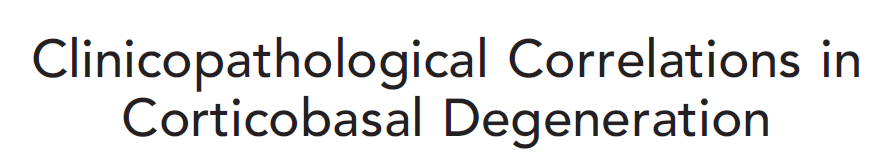 Clinicopathological Correlations in
Corticobasal Degeneration